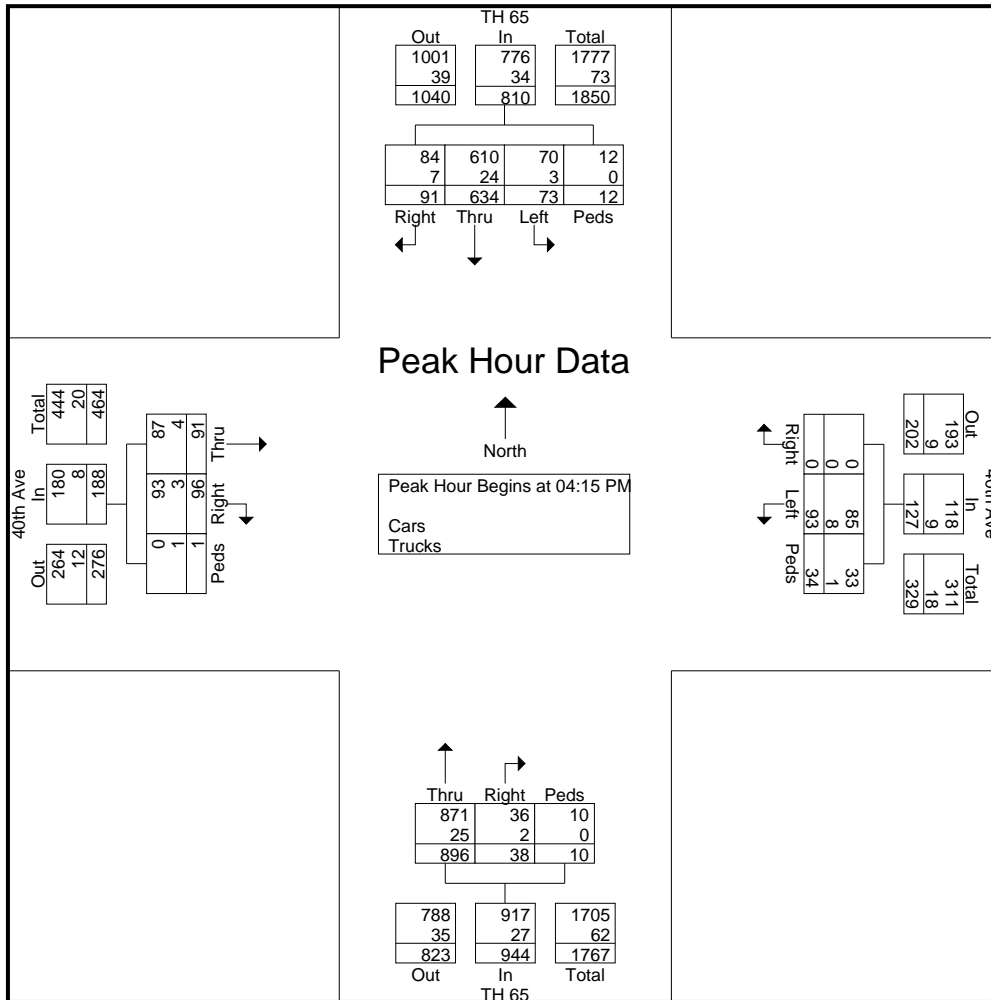 TH 65
Out In Total
1001 776 1777
39 34 73
1040 810 1850
84 610 70 12
7 24 3 0
91 634 73 12
Right Thru Left Peds
Peak Hour Data
North
Peak Hour Begins at 04:15 PM
Cars
Trucks
40th Ave
Out In Total
264 180 444
12 8 20
276 188 464
Peds Right Thru
0 93 87
1 3 4
1 96 91
Out In Total
193 118 311
9 9 18
202 127 329
Right Left Peds
0 85 33
0 8 1
0 93 34
Thru Right Peds
871 36 10
25 2 0
896 38 10
788 917 1705
35 27 62
823 944 1767
Out In Total
TH 65